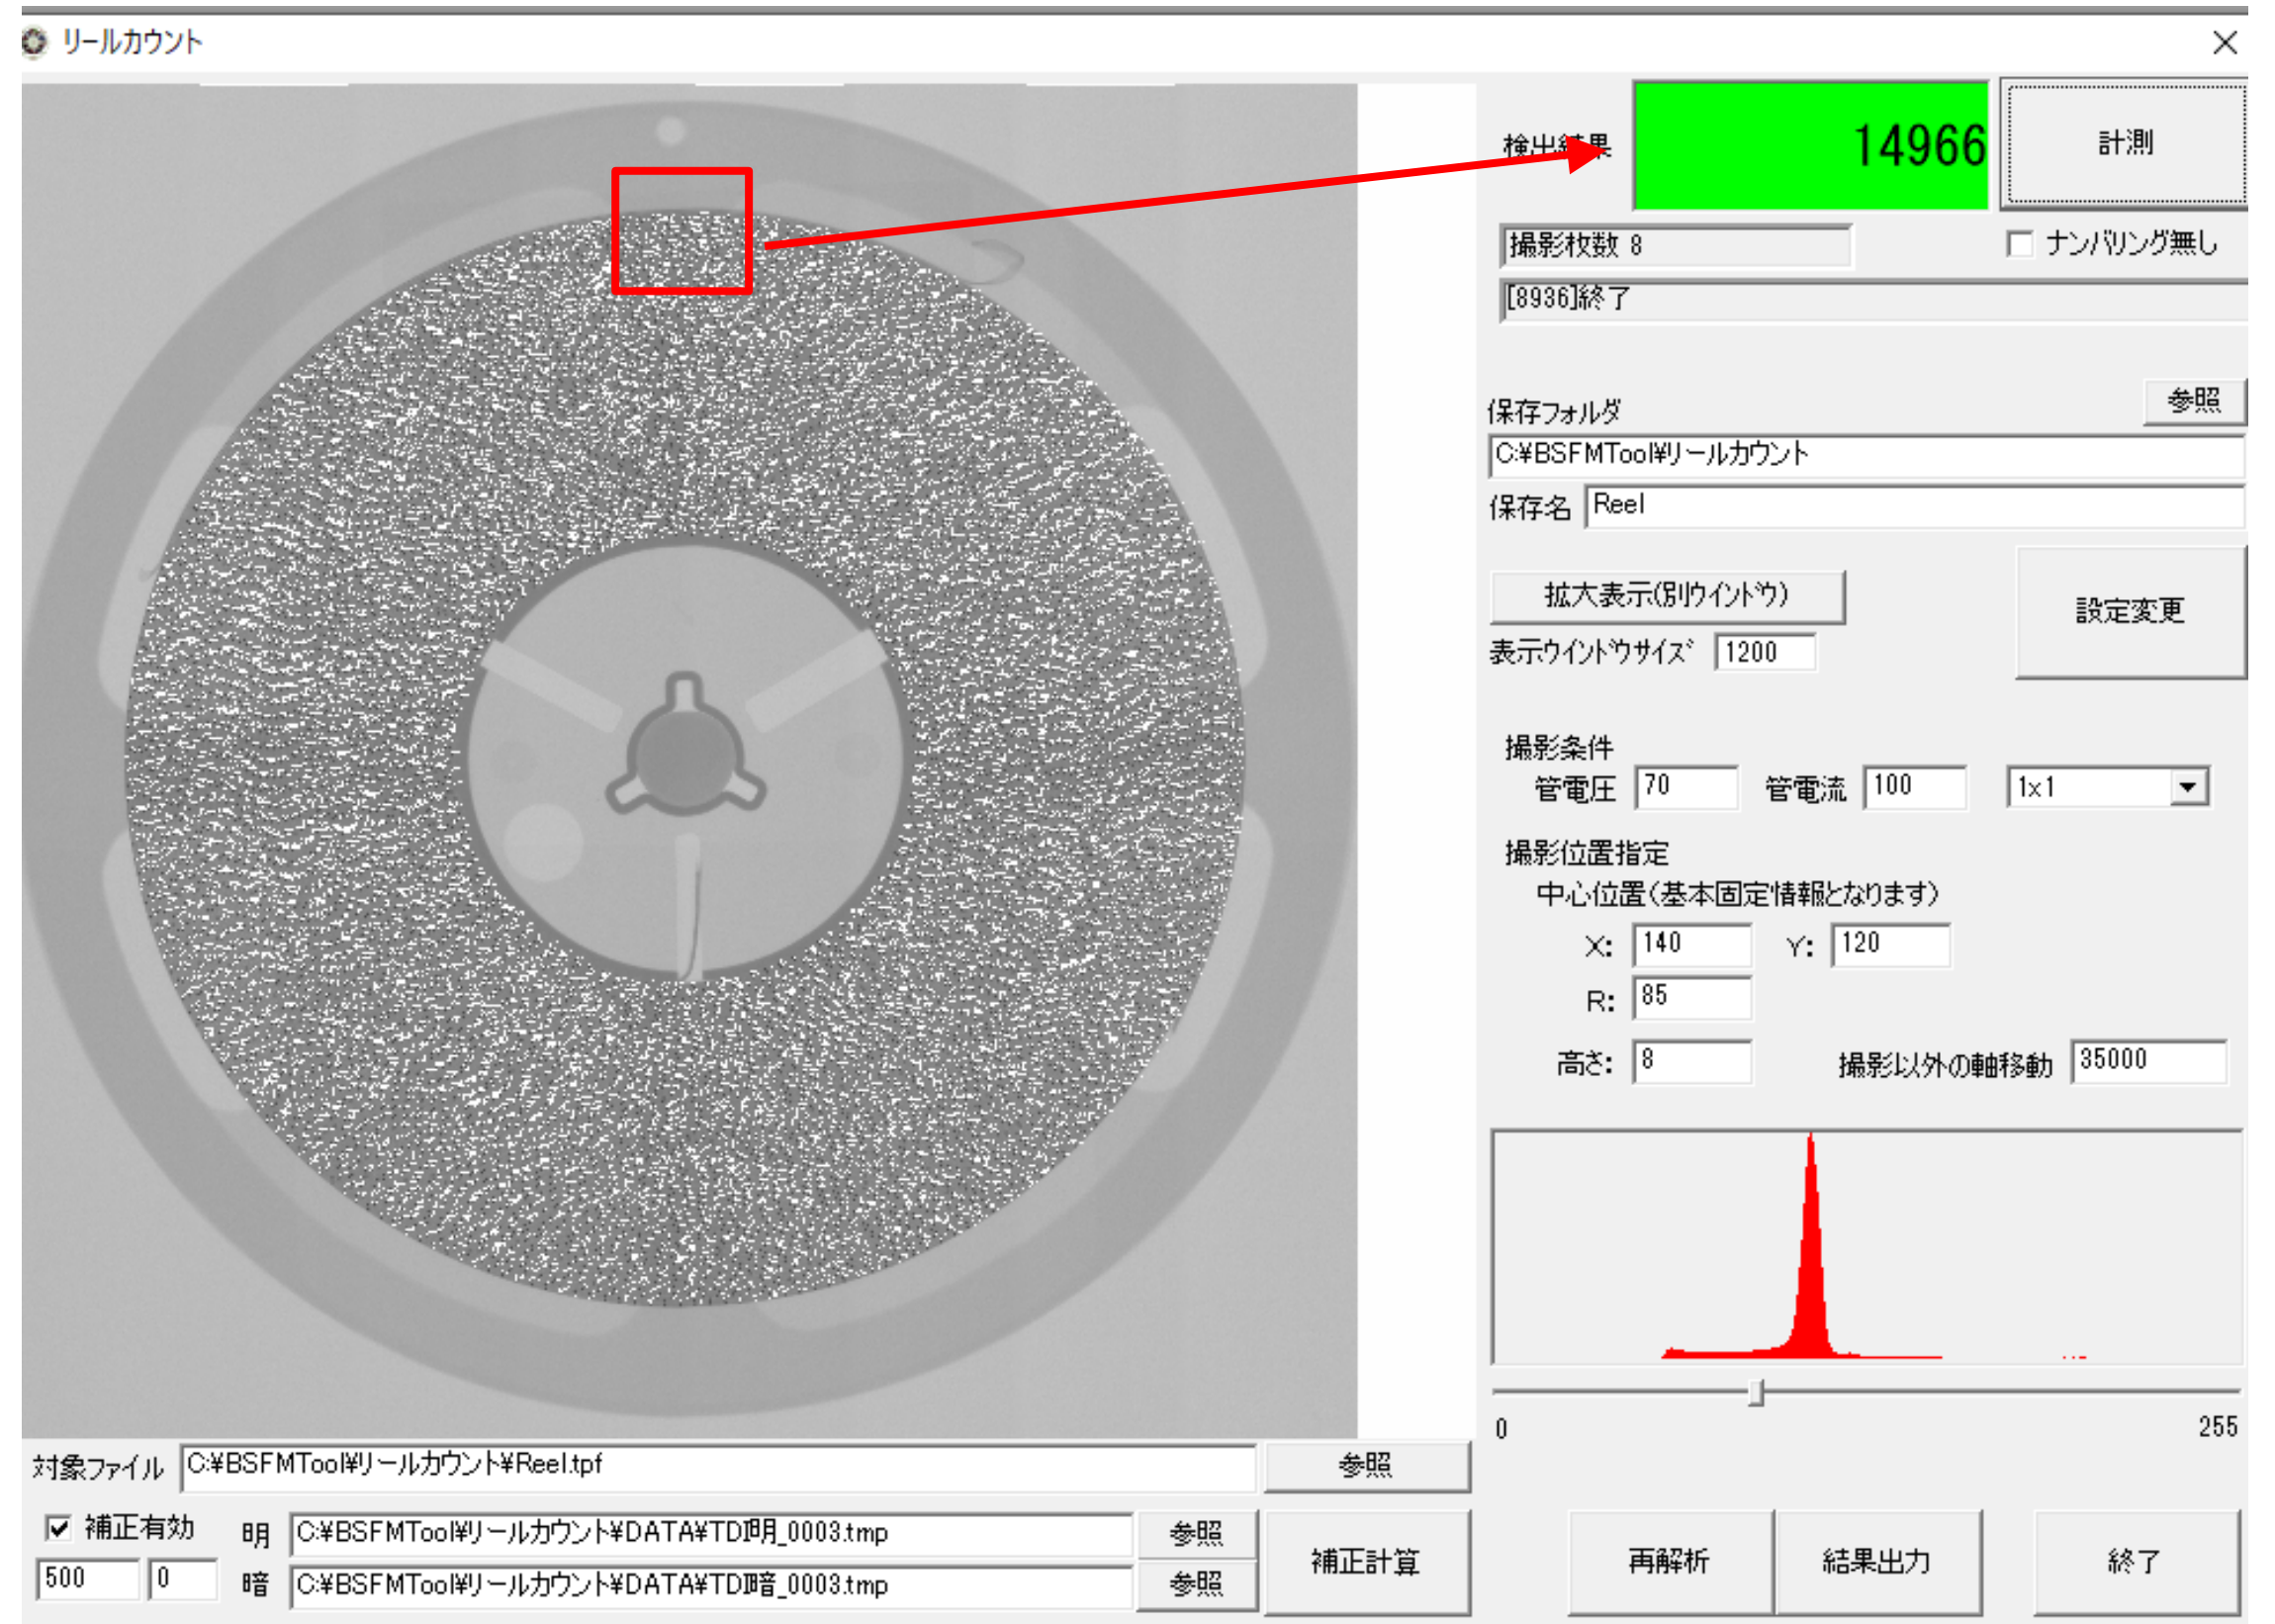 リールカウント
検出結果
14966
計測
撮影枚数 8
ナンバリング無し
[8936]終了
保存フォルダ
参照
C:¥BSFMTool¥リールカウント
保存名
Reel
拡大表示(別ウインドウ)
設定変更
表示ウインドウサイズ
1200
撮影条件
管電圧
70
管電流
100
1x1
撮影位置指定
中心位置(基本固定情報となります)
X:
140
Y:
120
R:
85
高さ:
8
撮影以外の軸移動
35000
0
255
対象ファイル
C:¥BSFMTool¥リールカウント¥Reel.tpf
参照
補正有効
明
C:¥BSFMTool¥リールカウント¥DATA¥TDI明_0003.tmp
参照
500
0
暗
C:¥BSFMTool¥リールカウント¥DATA¥TDI暗_0003.tmp
参照
補正計算
再解析
結果出力
終了